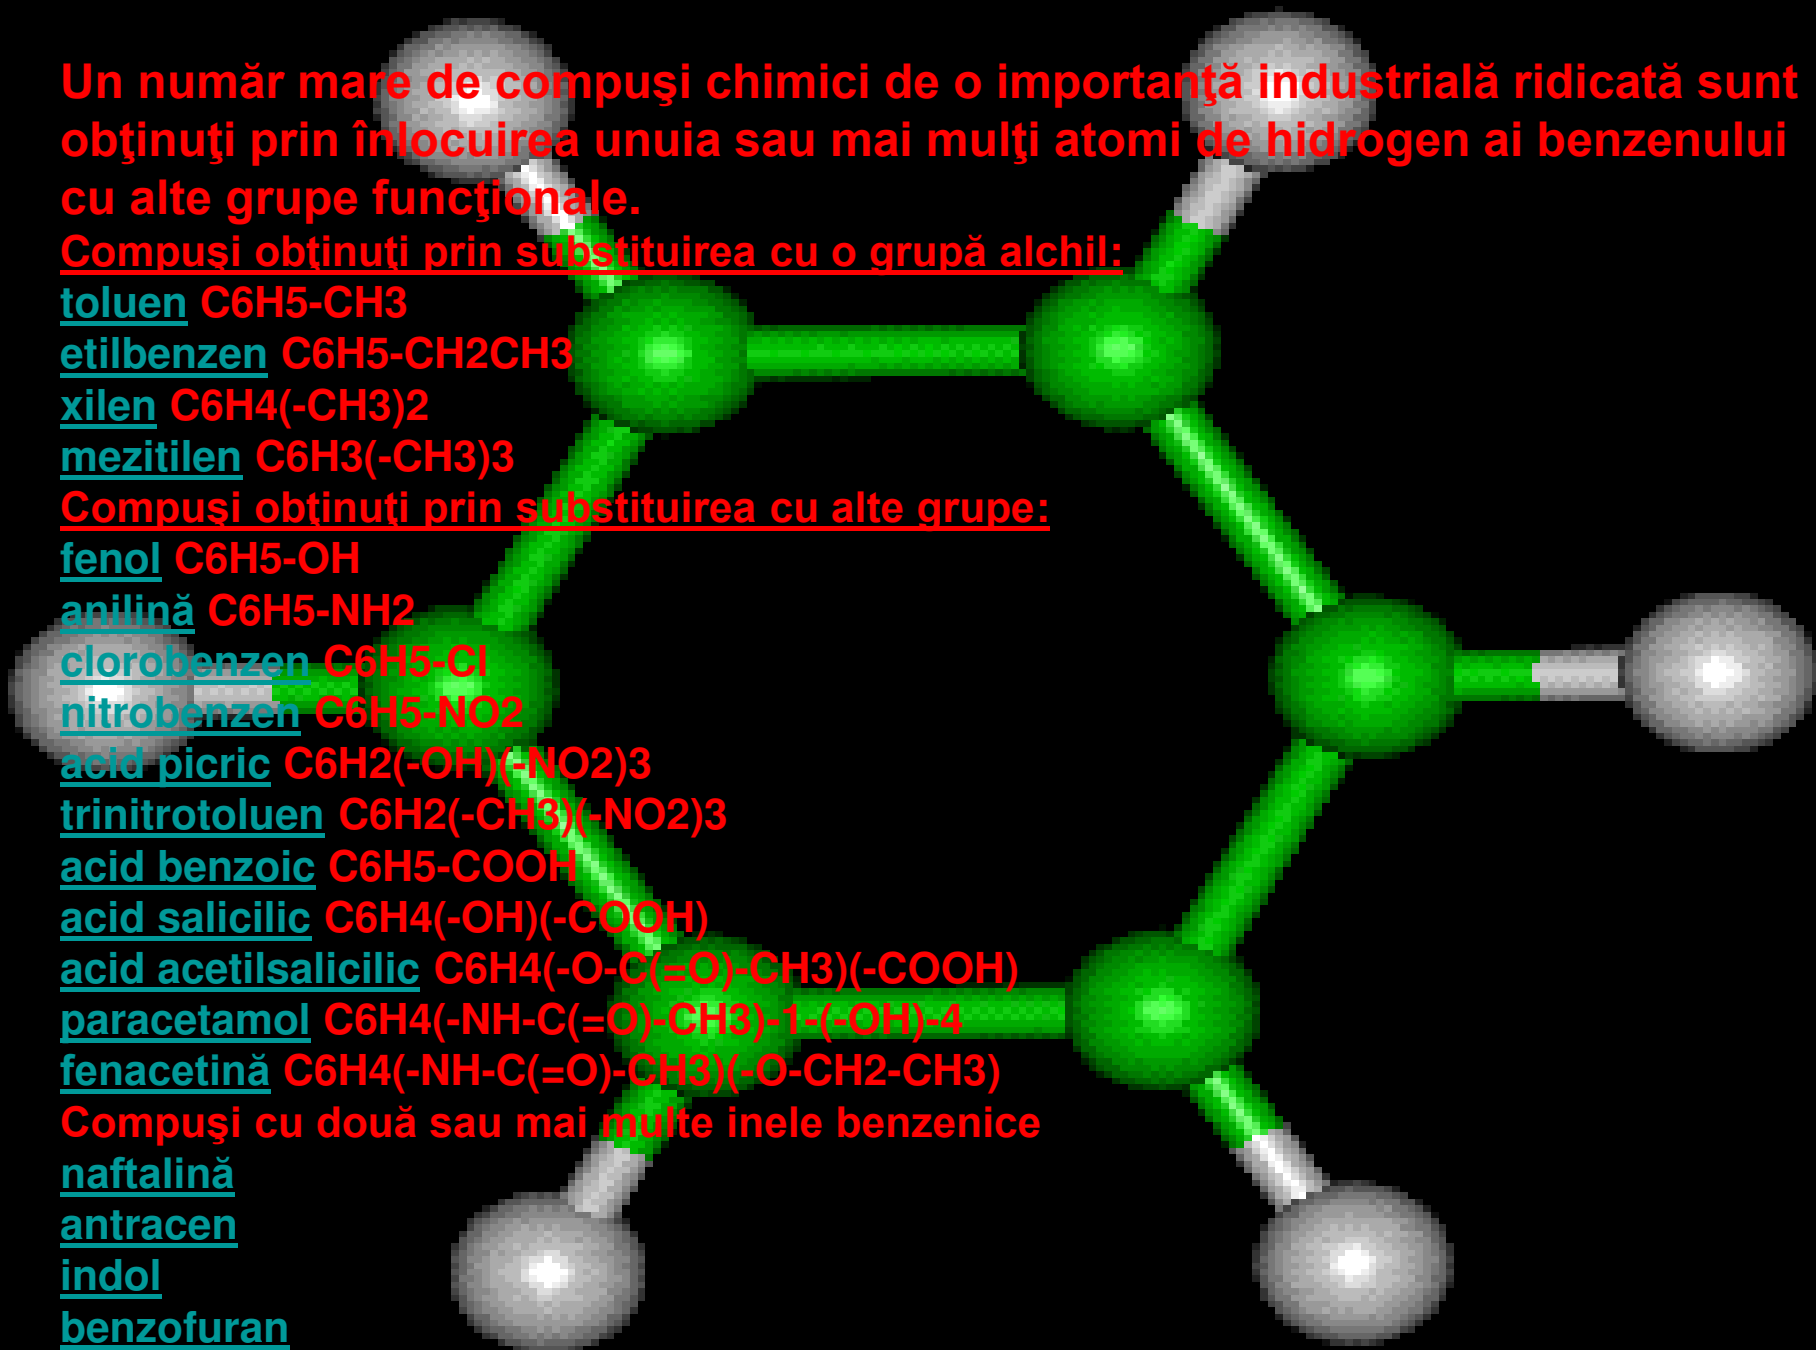 Un număr mare de compuşi chimici de o importanţă industrială ridicată sunt
obţinuţi prin înlocuirea unuia sau mai mulţi atomi de hidrogen ai benzenului
cu alte grupe funcţionale.
Compuşi obţinuţi prin substituirea cu o grupă alchil:
toluen C6H5-CH3
etilbenzen C6H5-CH2CH3
xilen C6H4(-CH3)2
mezitilen C6H3(-CH3)3
Compuşi obţinuţi prin substituirea cu alte grupe:
fenol C6H5-OH
anilină C6H5-NH2
clorobenzen C6H5-Cl
nitrobenzen C6H5-NO2
acid picric C6H2(-OH)(-NO2)3
trinitrotoluen C6H2(-CH3)(-NO2)3
acid benzoic C6H5-COOH
acid salicilic C6H4(-OH)(-COOH)
acid acetilsalicilic C6H4(-O-C(=O)-CH3)(-COOH)
paracetamol C6H4(-NH-C(=O)-CH3)-1-(-OH)-4
fenacetină C6H4(-NH-C(=O)-CH3)(-O-CH2-CH3)
Compuşi cu două sau mai multe inele benzenice
naftalină
antracen
indol
benzofuran